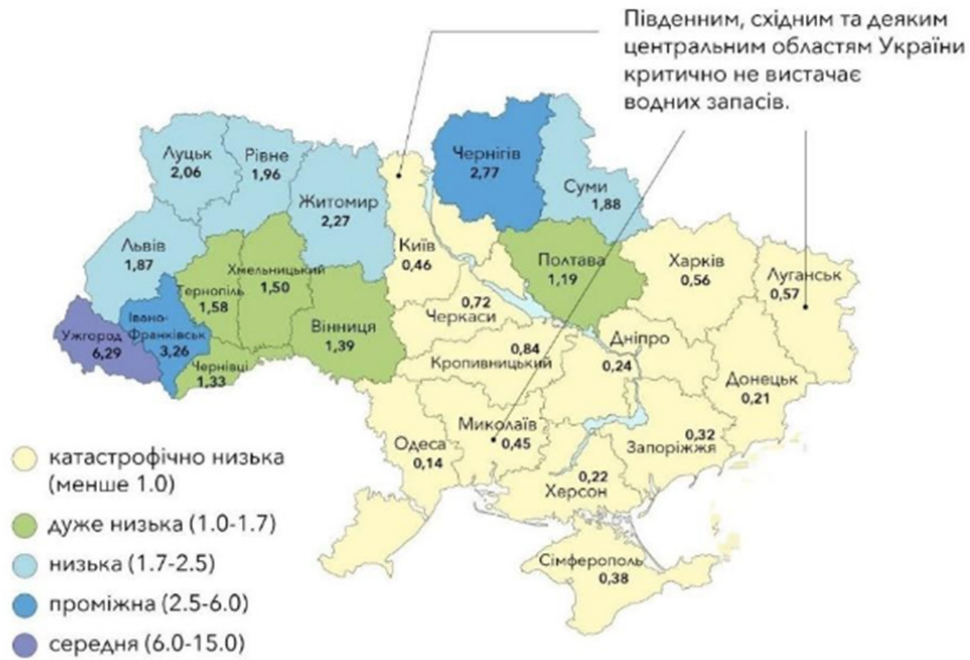 Південним, східним та деяким
центральним областям України
критично не вистачає
водних запасів.
Луцьк
2,06
Рівне
1,96
Житомир
2,27
Чернігів
2,77
Суми
1,88
Львів
1,87
Київ
0,46
Полтава
1,19
Харків
0,56
Луганськ
0,57
Хмельницький
1,50
Тернопіль
1,58
Івано-
Франківськ
3,26
Ужгород
6,29
Чернівці
1,33
Вінниця
1,39
0,72
Черкаси
0,84
Кропивницький
Дніпро
0,24
Донецьк
0,21
Миколаїв
0,45
Одеса
0,14
0,32
Запоріжжя
0,22
Херсон
Сімферополь
0,38
катастрофічно низька
(менше 1.0)
дуже низька (1.0-1.7)
низька (1.7-2.5)
проміжна (2.5-6.0)
середня (6.0-15.0)